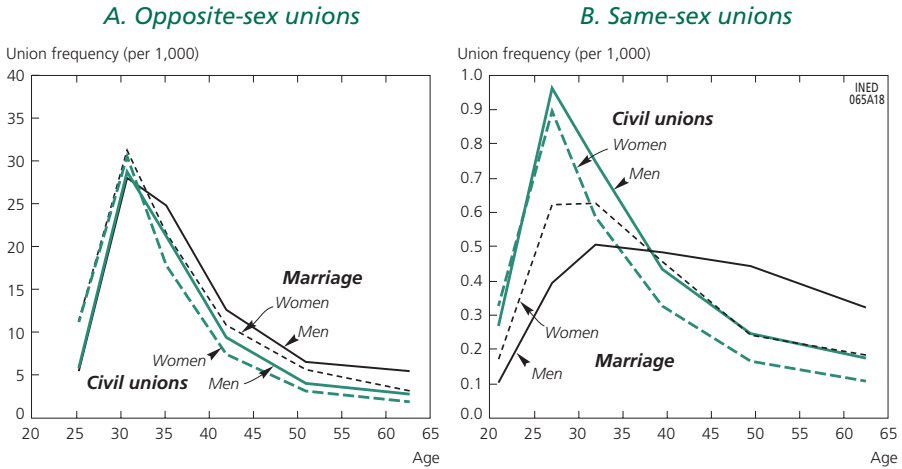 A. Opposite-sex unions
Union frequency (per 1,000)
40
35
30
25
20
15
10
5
0
20 25 30 35 40 45 50 55 60 65
Age
Marriage
Women
Men
Women
Civil unions
Men
B. Same-sex unions
Union frequency (per 1,000)
1.0
0.9
0.8
0.7
0.6
0.5
0.4
0.3
0.2
0.1
0.0
20 25 30 35 40 45 50 55 60 65
Age
INED
065A18
Civil unions
Women
Men
Women
Marriage
Men